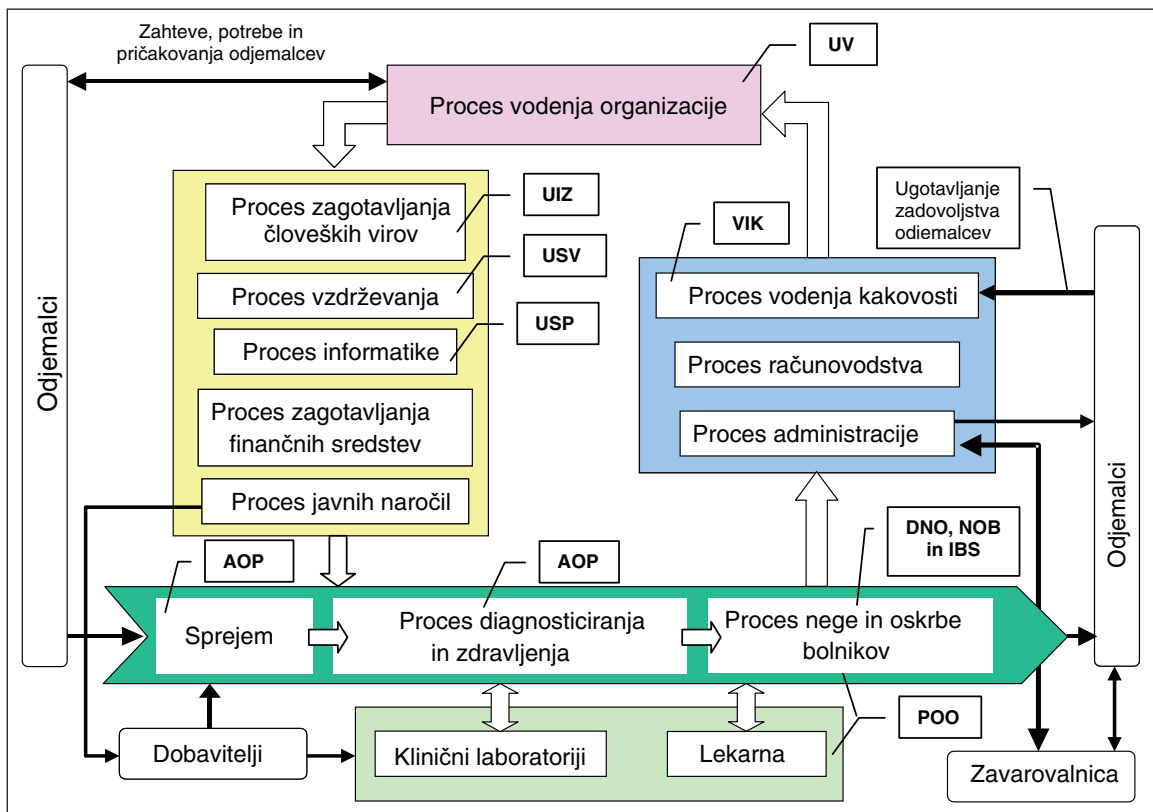 Zahteve, potrebe in
pričakovanja odjemalcev
UV
Proces vodenja organizacije
Odjemalci
Proces zagotavljanja
človeških virov
UIZ
USV
Proces vzdrževanja
USP
Proces informatike
Proces zagotavljanja
finančnih sredstev
Proces javnih naročil
Ugotavljanje
zadovoljstva
odiemalcev
VIK
Proces vodenja kakovosti
Proces računovodstva
Proces administracije
Odjemalci
AOP
AOP
DNO, NOB
in IBS
Sprejem
Proces diagnosticiranja
in zdravljenja
Proces nege in oskrbe
bolnikov
POO
Dobavitelji
Klinični laboratoriji
Lekarna
Zavarovalnica